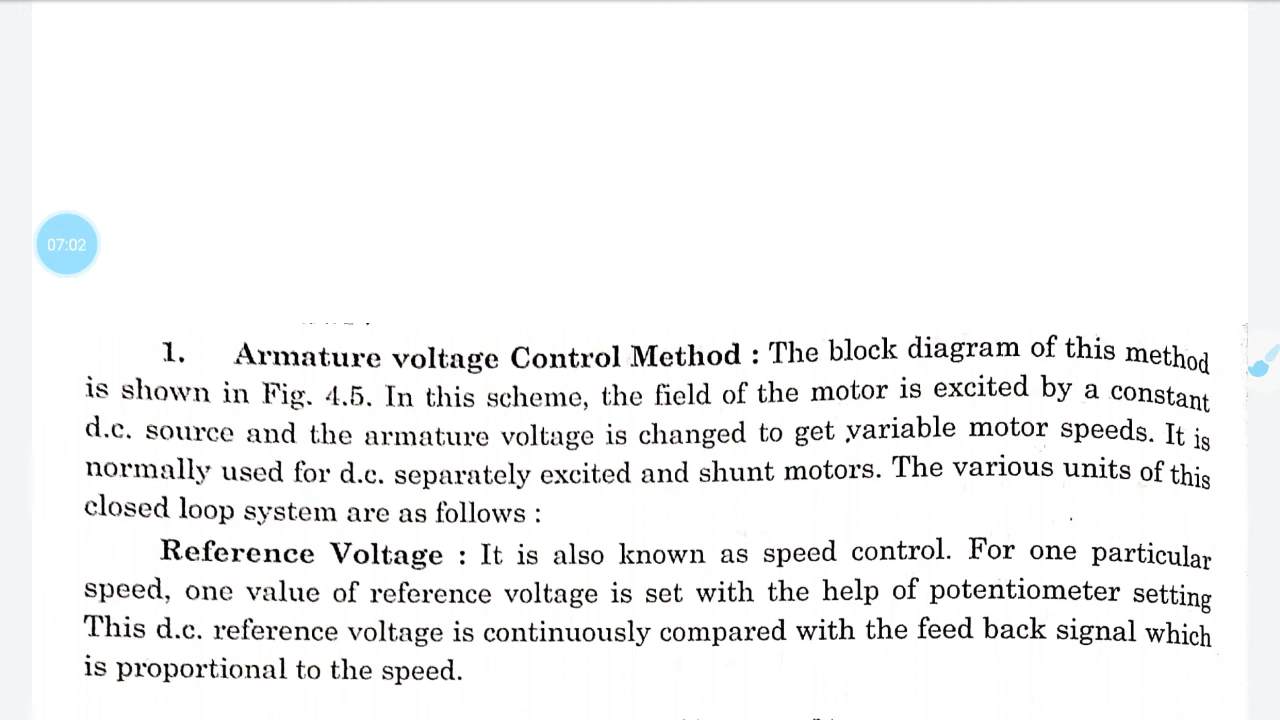 07:02
1. Armature voltage Control Method : The block diagram of this method
is shown in Fig. 4.5. In this scheme, the field of the motor is excited by a constant
d.c. source and the armature voltage is changed to get variable motor speeds. It is
normally used for d.c. separately excited and shunt motors. The various units of this
closed loop system are as follows :
Reference Voltage : It is also known as speed control. For one particular
speed, one value of reference voltage is set with the help of potentiometer setting
This d.c. reference voltage is continuously compared with the feed back signal which
is proportional to the speed.